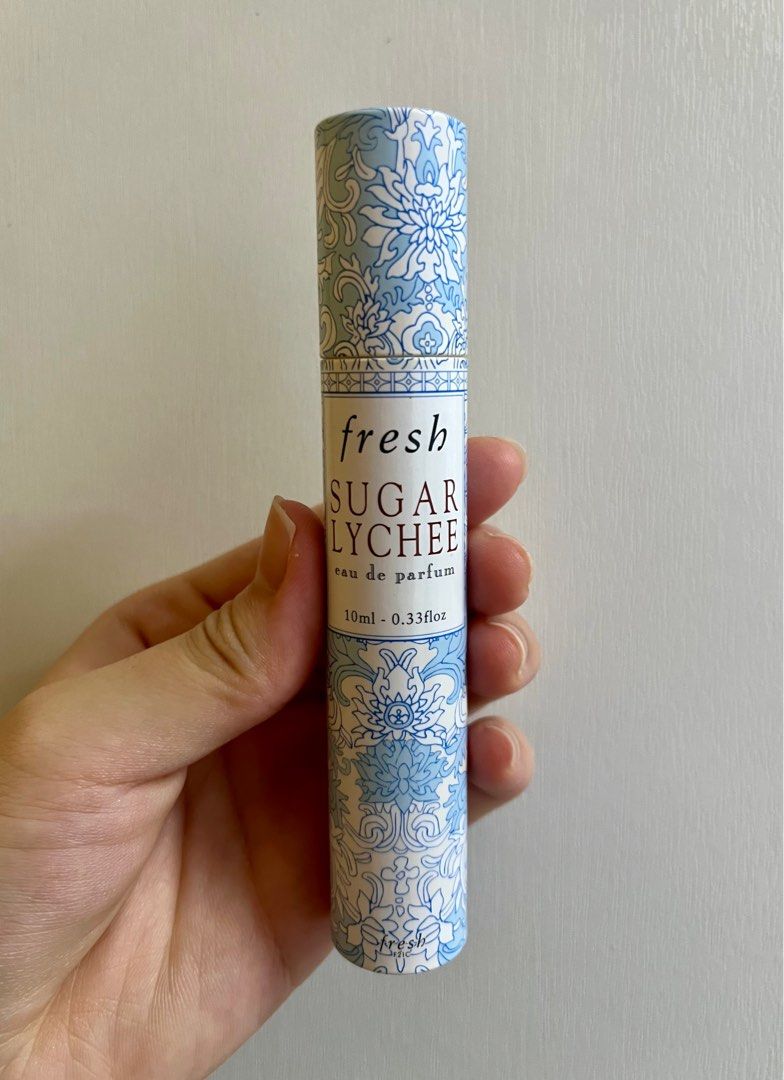 fresh
SUGAR
LYCHEE
eau de parfum
10ml - 0.33floz
fresh